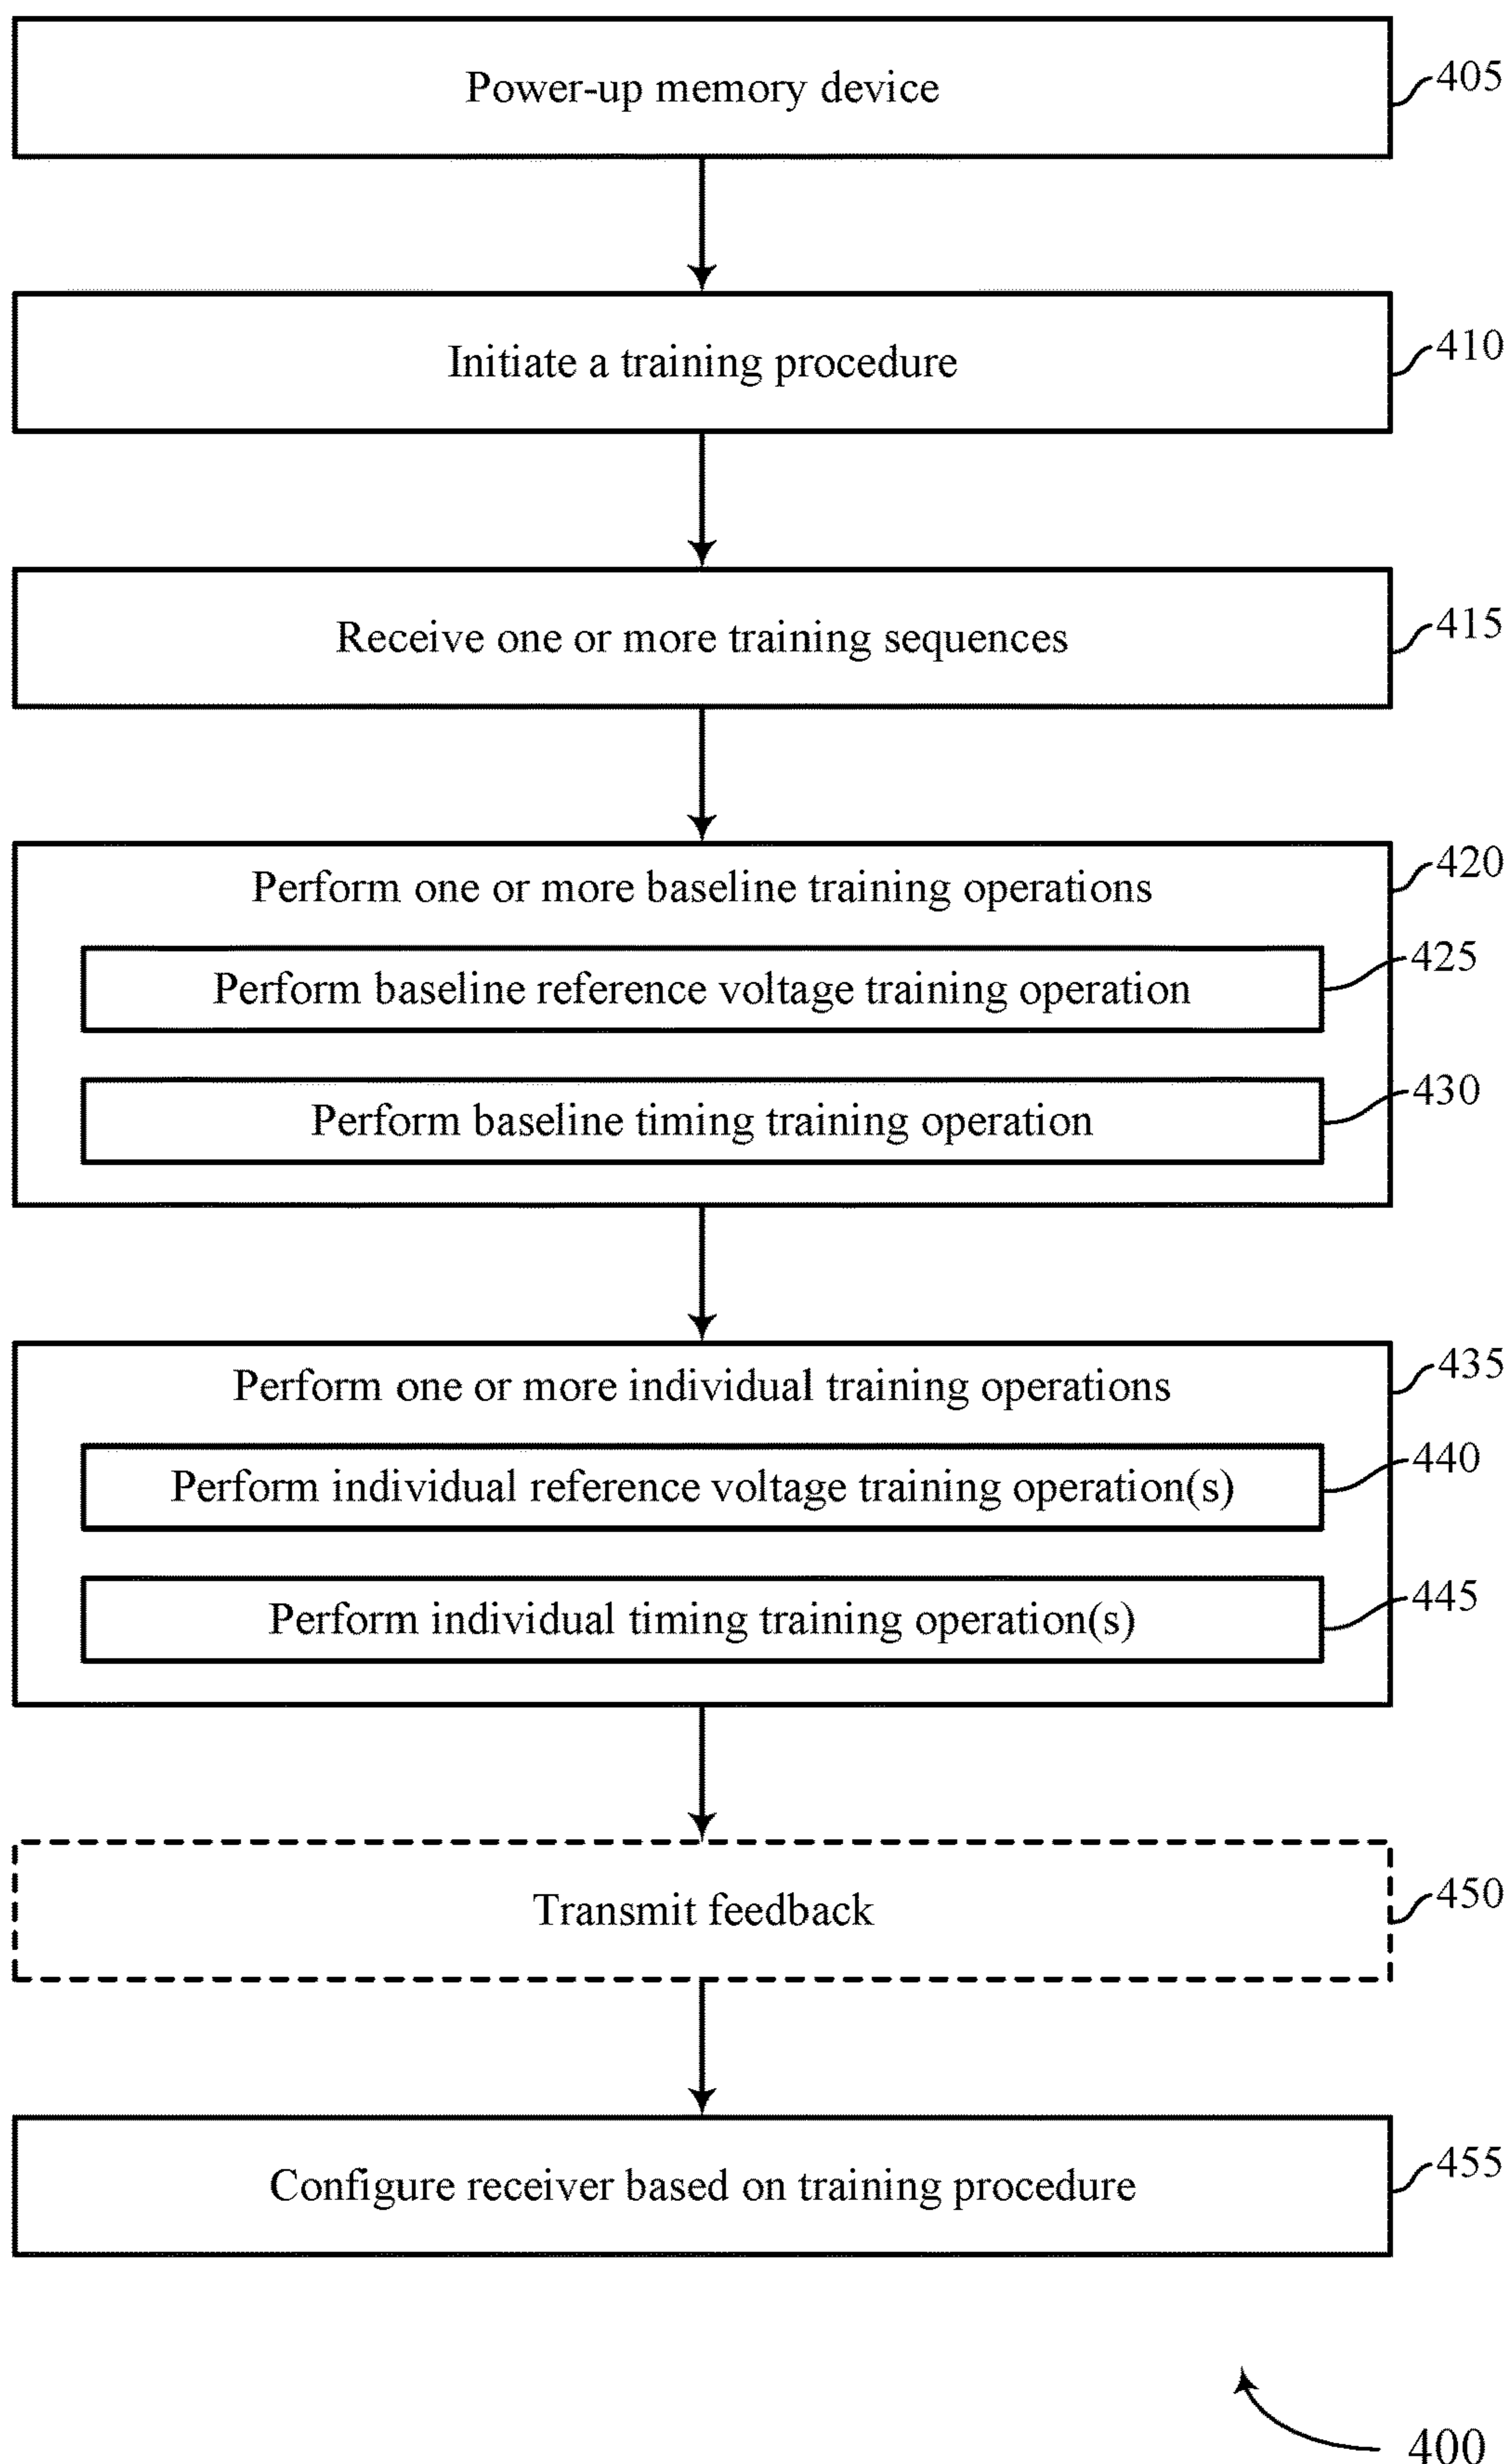 Power-up memory device
405
Initiate a training procedure
410
Receive one or more training sequences
415
Perform one or more baseline training operations
420
Perform baseline reference voltage training operation
425
Perform baseline timing training operation
430
Perform one or more individual training operations
435
Perform individual reference voltage training operation(s)
440
Perform individual timing training operation(s)
445
Transmit feedback
450
Configure receiver based on training procedure
455
400